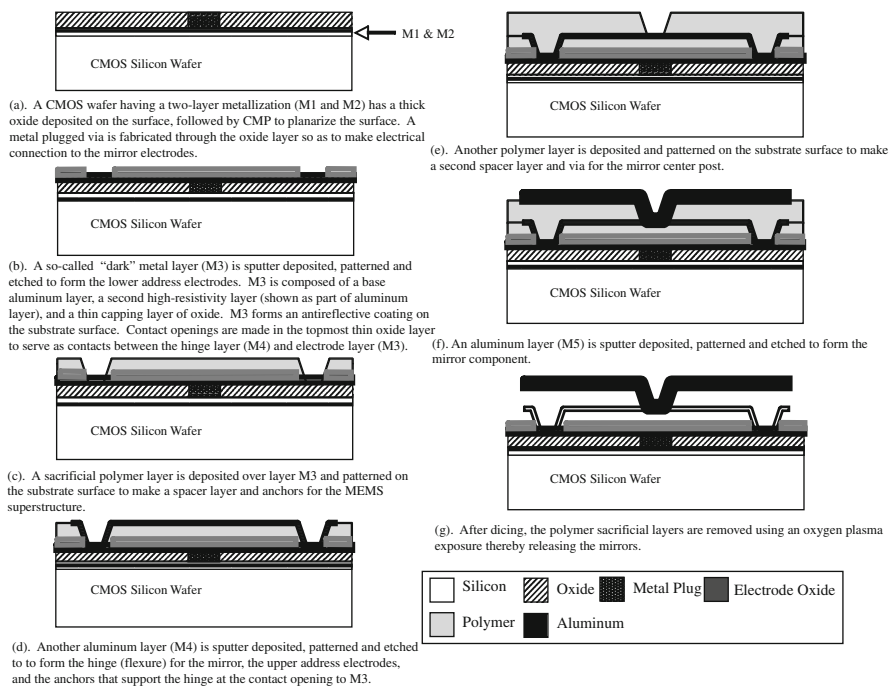 M1 & M2
CMOS Silicon Wafer
(a). A CMOS wafer having a two-layer metallization (M1 and M2) has a thick
oxide deposited on the surface, followed by CMP to planarize the surface. A
metal plugged via is fabricated through the oxide layer so as to make electrical
connection to the mirror electrodes.
CMOS Silicon Wafer
(b). A so-called “dark” metal layer (M3) is sputter deposited, patterned and
etched to form the lower address electrodes. M3 is composed of a base
aluminum layer, a second high-resistivity layer (shown as part of aluminum
layer), and a thin capping layer of oxide. M3 forms an antireflective coating on
the substrate surface. Contact openings are made in the topmost thin oxide layer
to serve as contacts between the hinge layer (M4) and electrode layer (M3).
CMOS Silicon Wafer
(c). A sacrificial polymer layer is deposited over layer M3 and patterned on
the substrate surface to make a spacer layer and anchors for the MEMS
superstructure.
CMOS Silicon Wafer
(d). Another aluminum layer (M4) is sputter deposited, patterned and etched
to to form the hinge (flexure) for the mirror, the upper address electrodes,
and the anchors that support the hinge at the contact opening to M3.
CMOS Silicon Wafer
(e). Another polymer layer is deposited and patterned on the substrate surface to make
a second spacer layer and via for the mirror center post.
CMOS Silicon Wafer
(f). An aluminum layer (M5) is sputter deposited, patterned and etched to form the
mirror component.
CMOS Silicon Wafer
(g). After dicing, the polymer sacrificial layers are removed using an oxygen plasma
exposure thereby releasing the mirrors.
Silicon Oxide Metal Plug Electrode Oxide
Polymer Aluminum